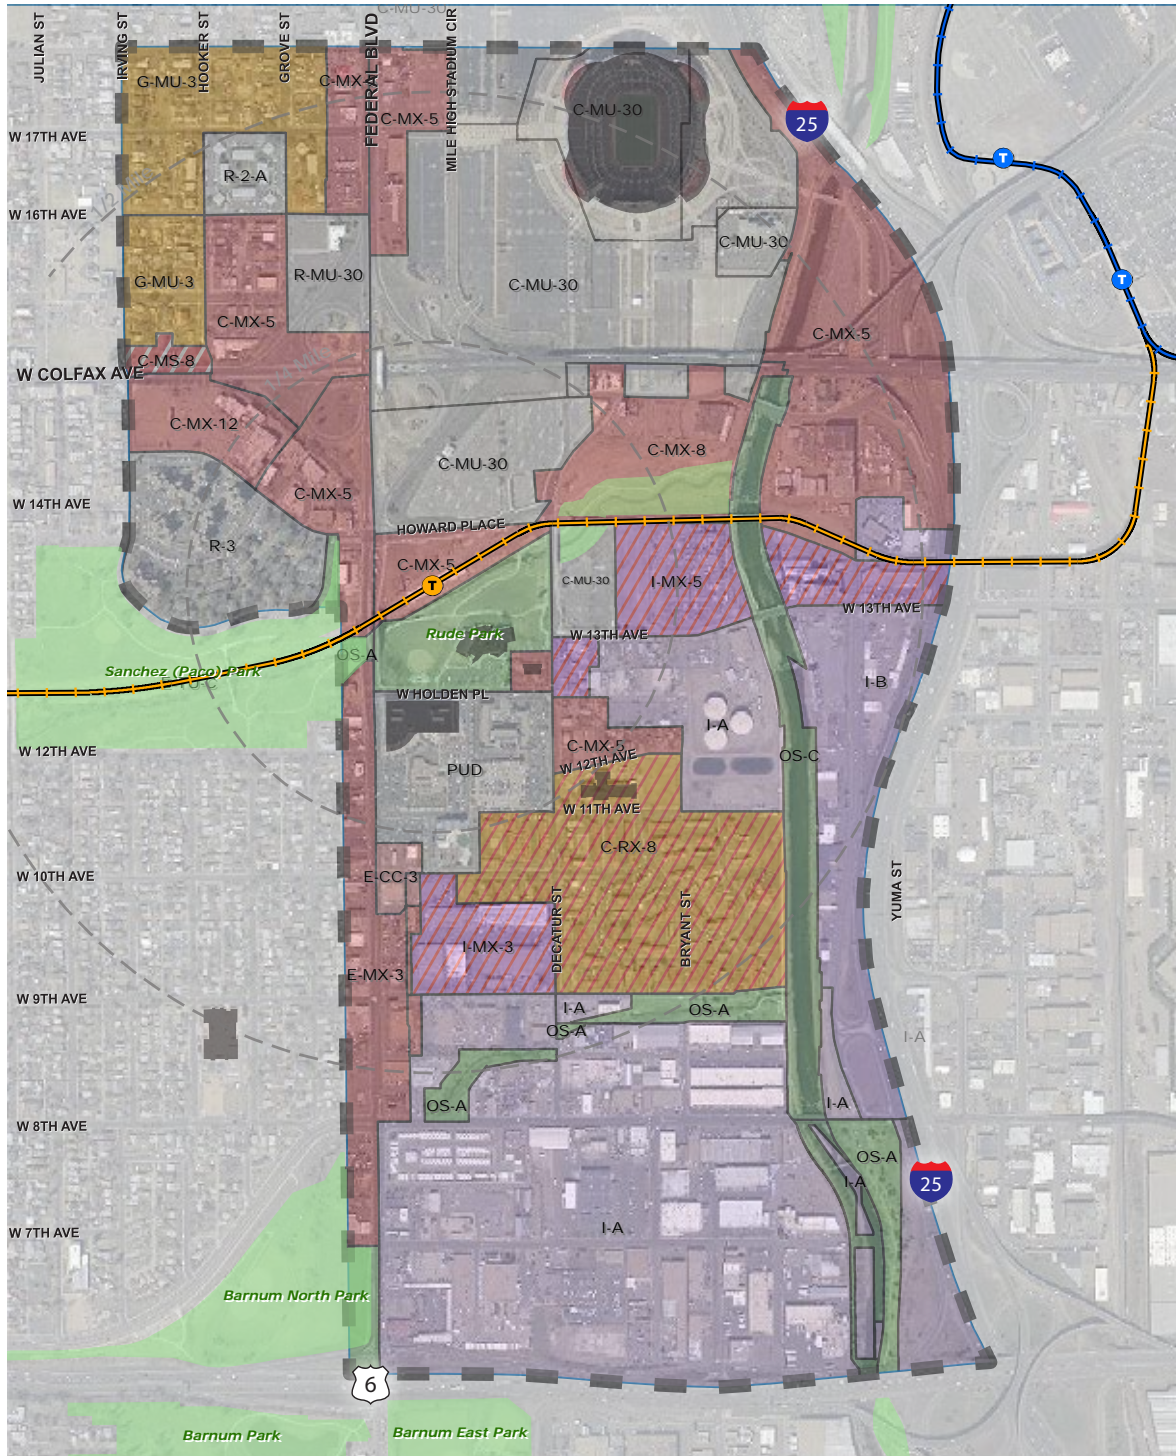 C-MU-30
JULIAN ST
IRVING ST
HOOKER ST
GROVE ST
FEDERAL BLVD
MILE HIGH STADIUM CIR
G-MU-3
C-MX-
C-MX-5
C-MU-30
25
W 17TH AVE
T
R-2-A
W 16TH AVE
C-MU-30
G-MU-3
R-MU-30
C-MU-30
T
C-MX-5
C-MX-5
C-MS-8
W COLFAX AVE
C-MX-12
C-MX-8
C-MU-30
C-MX-5
W 14TH AVE
HOWARD PLACE
R-3
C-MX-5
T
C-MU-30
I-MX-5
W 13TH AVE
Rude Park
W 13TH AVE
OS-A
Sanchez (Paco) Park
I-B
W HOLDEN PL
I-A
W 12TH AVE
C-MX-5
W 12TH AVE
OS-C
PUD
W 11TH AVE
C-RX-8
W 10TH AVE
E-CC-3
YUMA ST
DECATUR ST
BRYANT ST
I-MX-3
E-MX-3
W 9TH AVE
I-A
OS-A
OS-A
I-A
OS-A
I-A
W 8TH AVE
OS-A
I-A
25
I-A
W 7TH AVE
Barnum North Park
6
Barnum Park
Barnum East Park